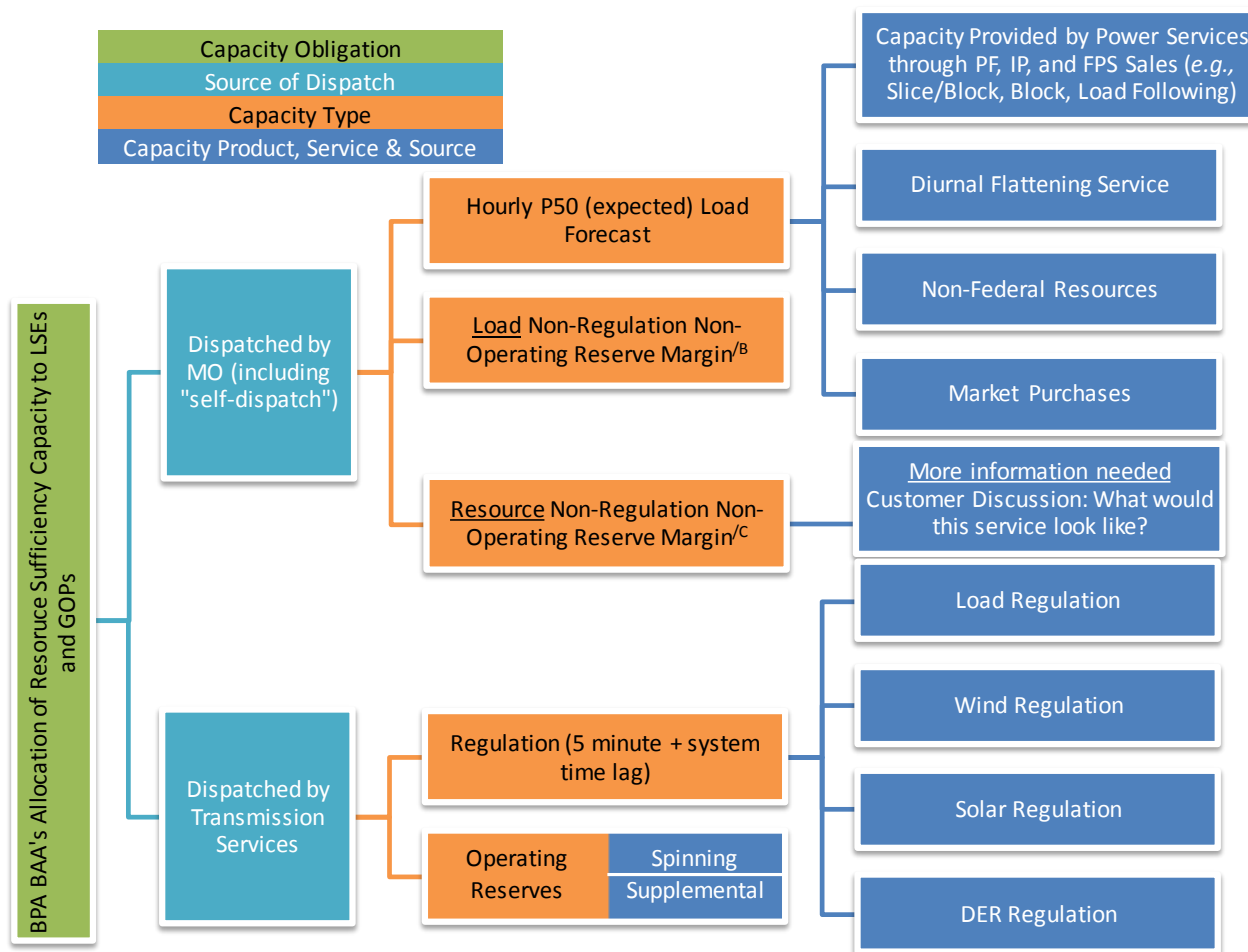 Capacity Obligation
Source of Dispatch
Capacity Type
Capacity Product, Service & Source
BPA BAA's Allocation of Resoruce Sufficiency Capacity to LSEs
and GOPs
Dispatched by
MO (including
"self-dispatch")
Hourly P50 (expected) Load
Forecast
Capacity Provided by Power Services
through PF, IP, and FPS Sales (e.g.,
Slice/Block, Block, Load Following)
Diurnal Flattening Service
Non-Federal Resources
Market Purchases
Load Non-Regulation Non-
Operating Reserve Margin/B
Resource Non-Regulation Non-
Operating Reserve Margin/C
More information needed
Customer Discussion: What would
this service look like?
Dispatched by
Transmission
Services
Regulation (5 minute + system
time lag)
Load Regulation
Wind Regulation
Solar Regulation
DER Regulation
Operating
Reserves
Spinning
Supplemental